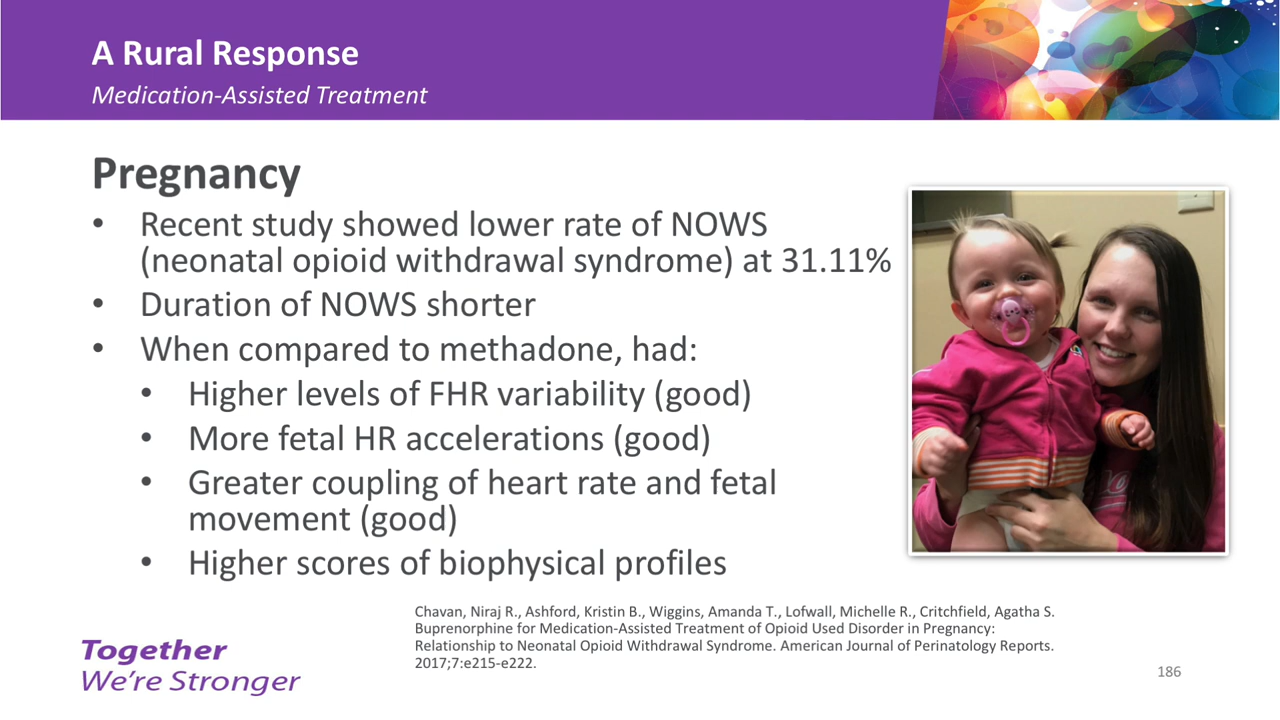 A Rural Response
Medication-Assisted Treatment
Pregnancy
• Recent study showed lower rate of NOWS
(neonatal opioid withdrawal syndrome) at 31.11%
• Duration of NOWS shorter
• When compared to methadone, had:
• Higher levels of FHR variability (good)
• More fetal HR accelerations (good)
• Greater coupling of heart rate and fetal
movement (good)
• Higher scores of biophysical profiles
Chavan, Niraj R., Ashford, Kristin B., Wiggins, Amanda T., Lofwall, Michelle R., Critchfield, Agatha S.
Buprenorphine for Medication-Assisted Treatment of Opioid Used Disorder in Pregnancy:
Relationship to Neonatal Opioid Withdrawal Syndrome. American Journal of Perinatology Reports.
2017;7:e215-e222.
Together
We’re Stronger
186